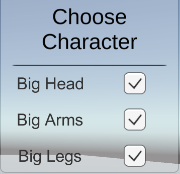 Choose
Character
Big Head
Big Arms
Big Legs